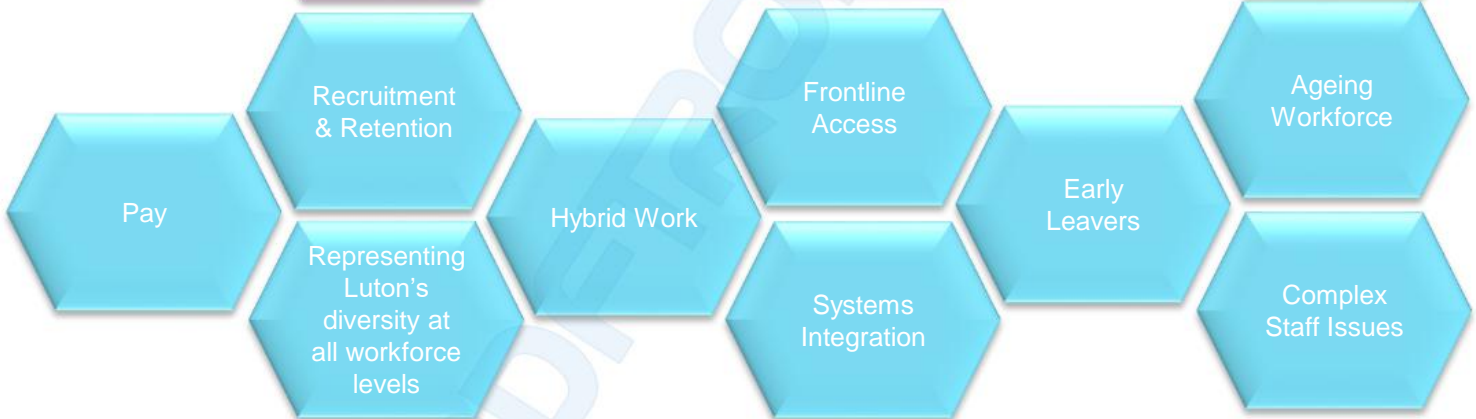 Pay
Recruitment
& Retention
Representing
Luton's
diversity at
all workforce
levels
Hybrid Work
Frontline
Access
Systems
Integration
Early
Leavers
Ageing
Workforce
Complex
Staff Issues